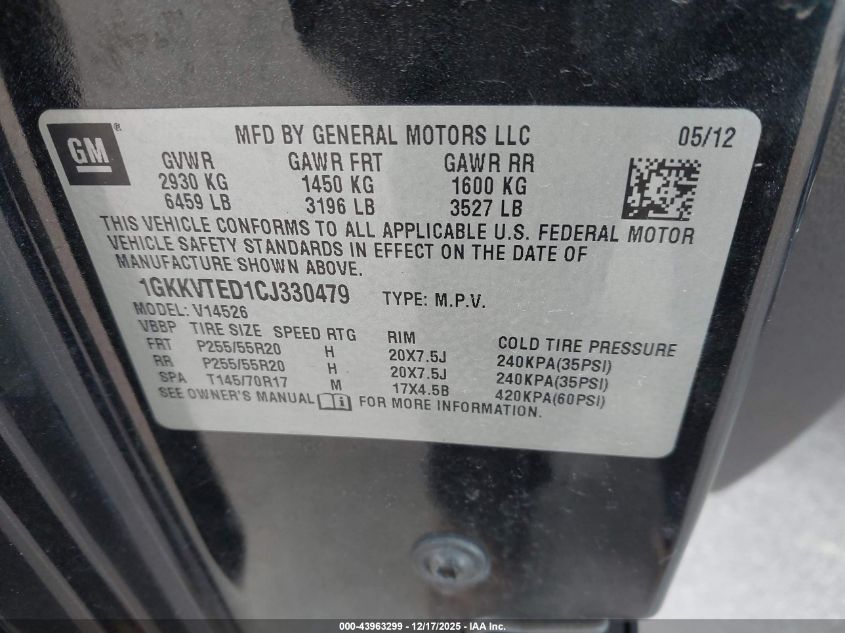 GM® MFD BY GENERAL MOTORS LLC 05/12
GVWR GAWR FRT GAWR RR
2930 KG 1450 KG 1600 KG
6459 LB 3196 LB 3527 LB
THIS VEHICLE CONFORMS TO ALL APPLICABLE U.S. FEDERAL MOTOR
VEHICLE SAFETY STANDARDS IN EFFECT ON THE DATE OF
MANUFACTURE SHOWN ABOVE.
1GKKVTED1CJ330479 TYPE: M.P.V.
MODEL: V14526
VBBP TIRE SIZE SPEED RTG RIM COLD TIRE PRESSURE
FRT P255/55R20 H 20X7.5J 240KPA(35PSI)
RR P255/55R20 H 20X7.5J 240KPA(35PSI)
SPA T145/70R17 M 17X4.5B 420KPA(60PSI)
SEE OWNER'S MANUAL i FOR MORE INFORMATION.
000-43963299 - 12/17/2025 - IAA Inc.